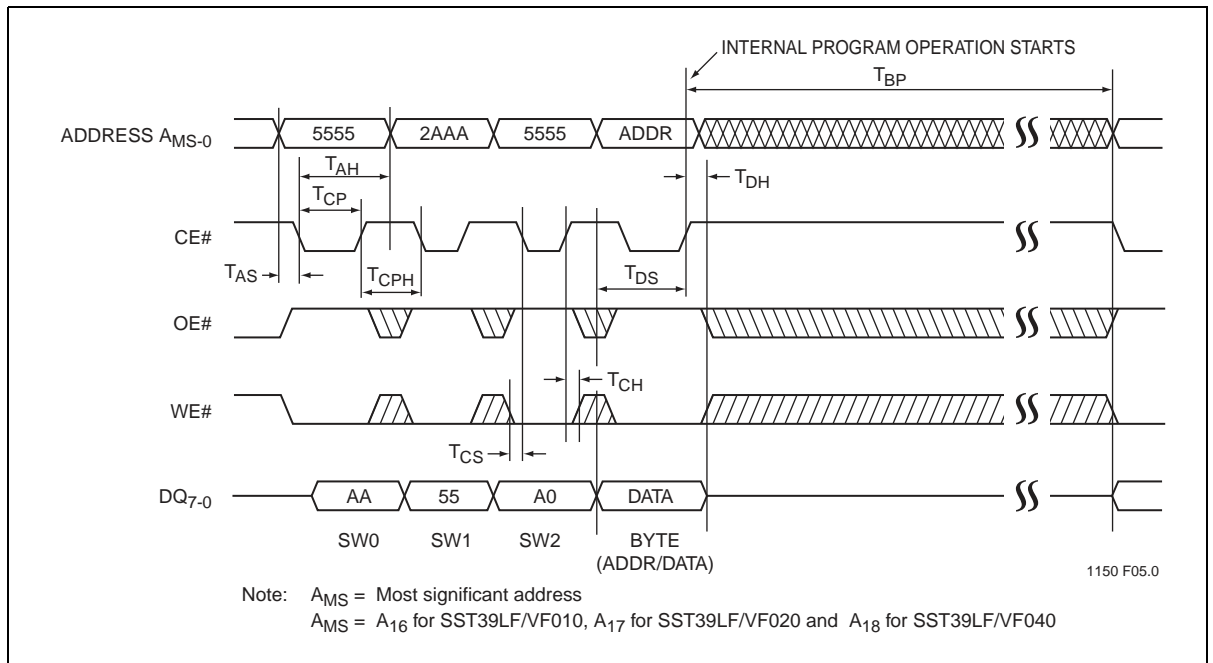 INTERNAL PROGRAM OPERATION STARTS
TBP
ADDRESS AMS-0
5555 2AAA 5555 ADDR
TAH
TDH
TCP
CE#
TAS
TCPH
TDS
OE#
TCH
WE#
TCS
DQ7-0
AA 55 A0 DATA
SW0 SW1 SW2 BYTE
(ADDR/DATA)
1150 F05.0
Note: AMS = Most significant address
AMS = A16 for SST39LF/VF010, A17 for SST39LF/VF020 and A18 for SST39LF/VF040